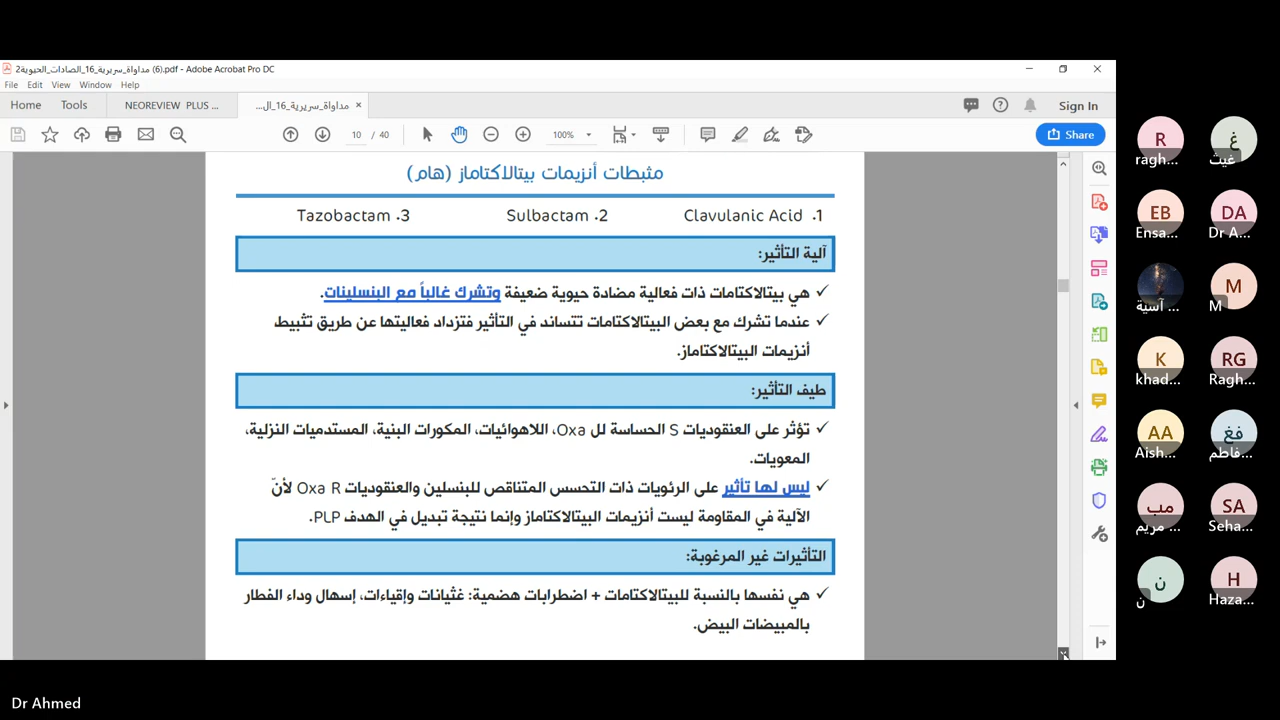 مداواة_سريرية_16_الصادات_الحيوية2 (6).pdf - Adobe Acrobat Pro DC
File Edit View Window Help
Home Tools NEOREVIEW PLUS ... مداواة_سريرية_16_ال... × Sign In
10 / 40 100% Share
مثبطات أنزيمات بيتالاكتاماز (هام)
1. Clavulanic Acid 2. Sulbactam 3. Tazobactam
آلية التأثير:
✓ هي بيتالاكتامات ذات فعالية مضادة حيوية ضعيفة وتشرك غالباً مع البنسلينات.
✓ عندما تشرك مع بعض البيتالاكتامات تتساند في التأثير فتزداد فعاليتها عن طريق تثبيط
أنزيمات البيتالاكتاماز.
طيف التأثير:
✓ تؤثر على العنقوديات S الحساسة لل Oxa، اللاهوائيات، المكورات البنية، المستدميات النزلية،
المعويات.
✓ ليس لها تأثير على الرئويات ذات التحسس المتناقص للبنسلين والعنقوديات Oxa R لأنّ
الآلية في المقاومة ليست أنزيمات البيتالاكتاماز وإنما نتيجة تبديل في الهدف PLP.
التأثيرات غير المرغوبة:
✓ هي نفسها بالنسبة للبيتالاكتامات + اضطرابات هضمية: غثيانات وإقياءات، إسهال وداء الفطار
بالمبيضات البيض.
R غ
ragh... غيث
EB DA
Ensa... Dr A...
M
آسية ... M
K RG
khad... Ragh...
AA فغ
Aish... فاطم...
مب SA
مريم ... Seha...
ن H
ن Haza...
Dr Ahmed